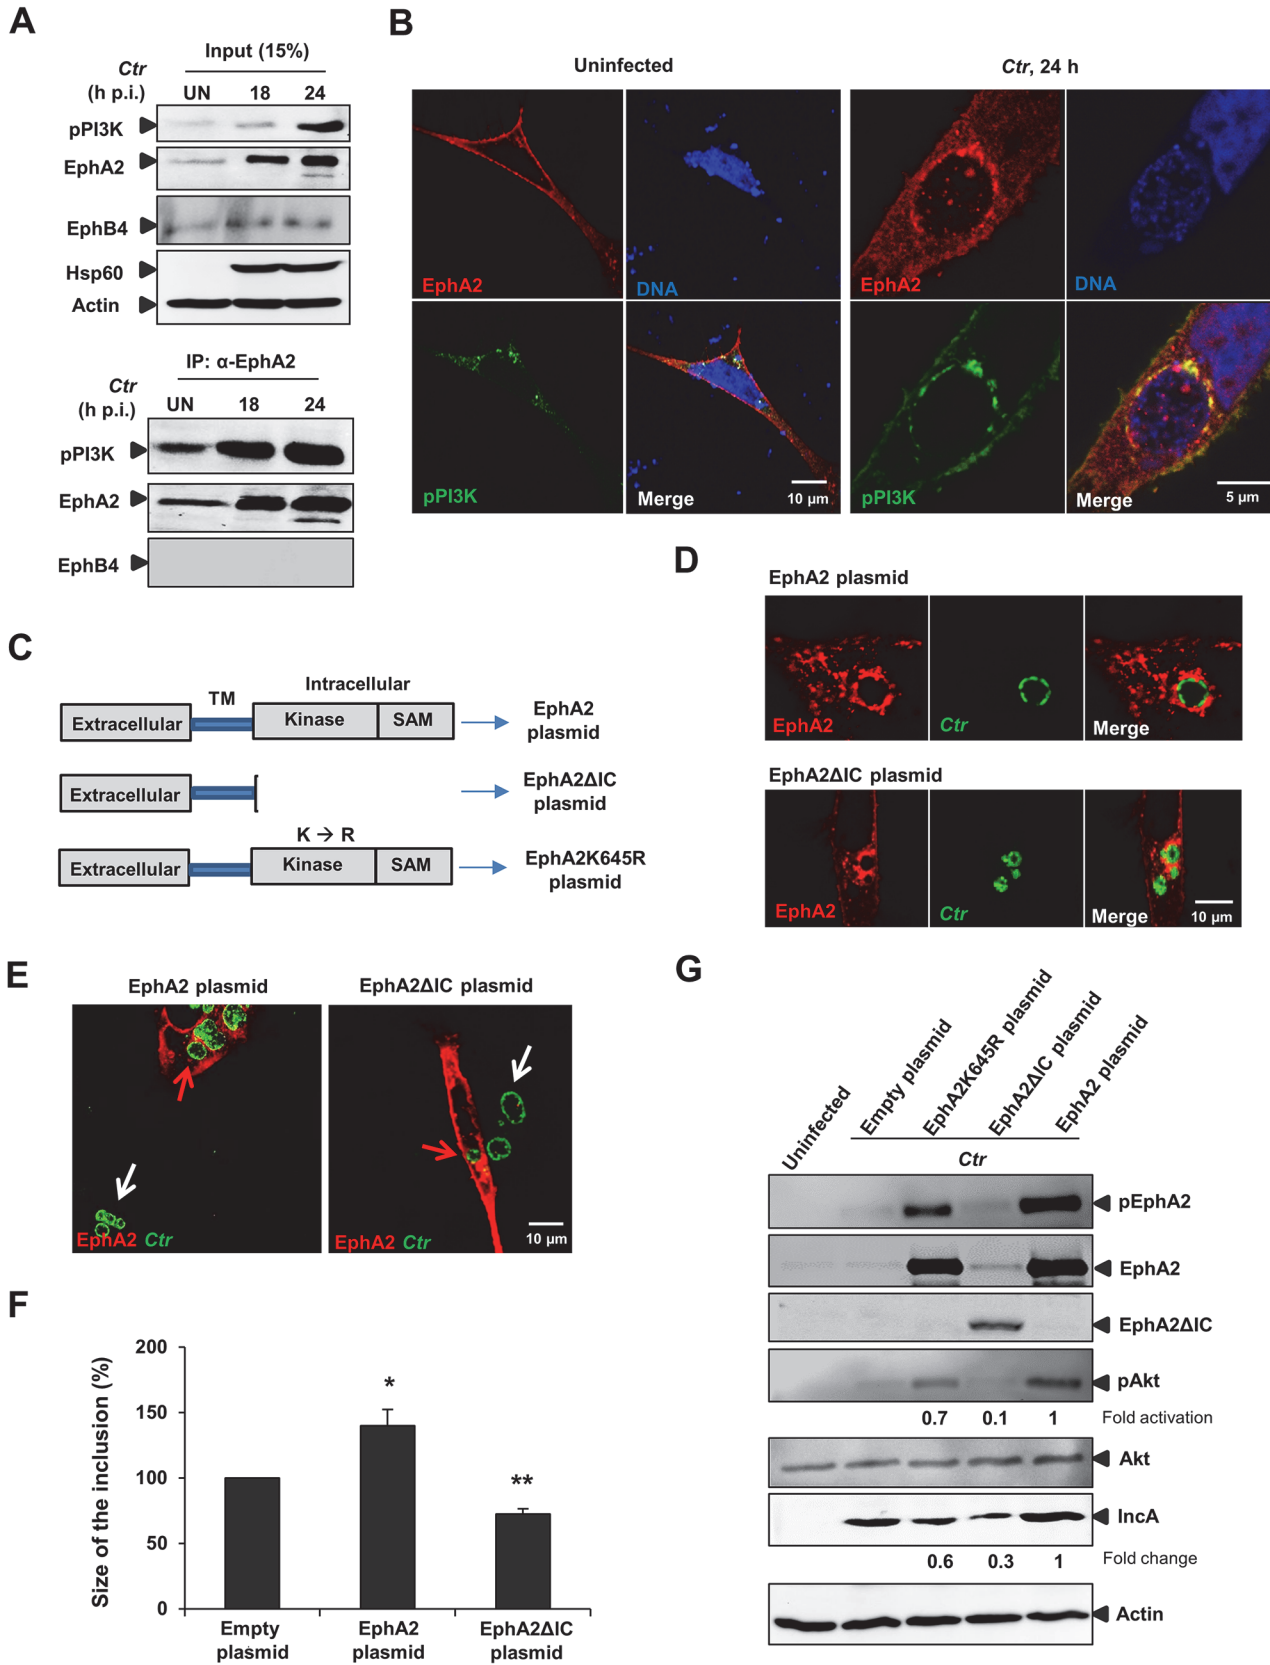 A
Input (15%)
Ctr
(h p.i.)
UN 18 24
pPI3K
EphA2
EphB4
Hsp60
Actin
IP: α-EphA2
Ctr
(h p.i.)
UN 18 24
pPI3K
EphA2
EphB4
B
Uninfected
Ctr, 24 h
EphA2
DNA
EphA2
DNA
pPI3K
Merge
10 µm
pPI3K
Merge
5 µm
C
TM
Intracellular
Extracellular
Kinase
SAM
EphA2
plasmid
Extracellular
EphA2ΔIC
plasmid
K → R
Extracellular
Kinase
SAM
EphA2K645R
plasmid
D
EphA2 plasmid
EphA2
Ctr
Merge
EphA2ΔIC plasmid
EphA2
Ctr
Merge
10 µm
E
EphA2 plasmid
EphA2ΔIC plasmid
EphA2 Ctr
EphA2 Ctr
10 µm
F
Size of the inclusion (%)
200
150
100
50
0
*
**
Empty
plasmid
EphA2
plasmid
EphA2ΔIC
plasmid
G
Uninfected
Empty plasmid
EphA2K645R plasmid
EphA2ΔIC plasmid
EphA2 plasmid
Ctr
pEphA2
EphA2
EphA2ΔIC
pAkt
0.7 0.1 1 Fold activation
Akt
IncA
0.6 0.3 1 Fold change
Actin